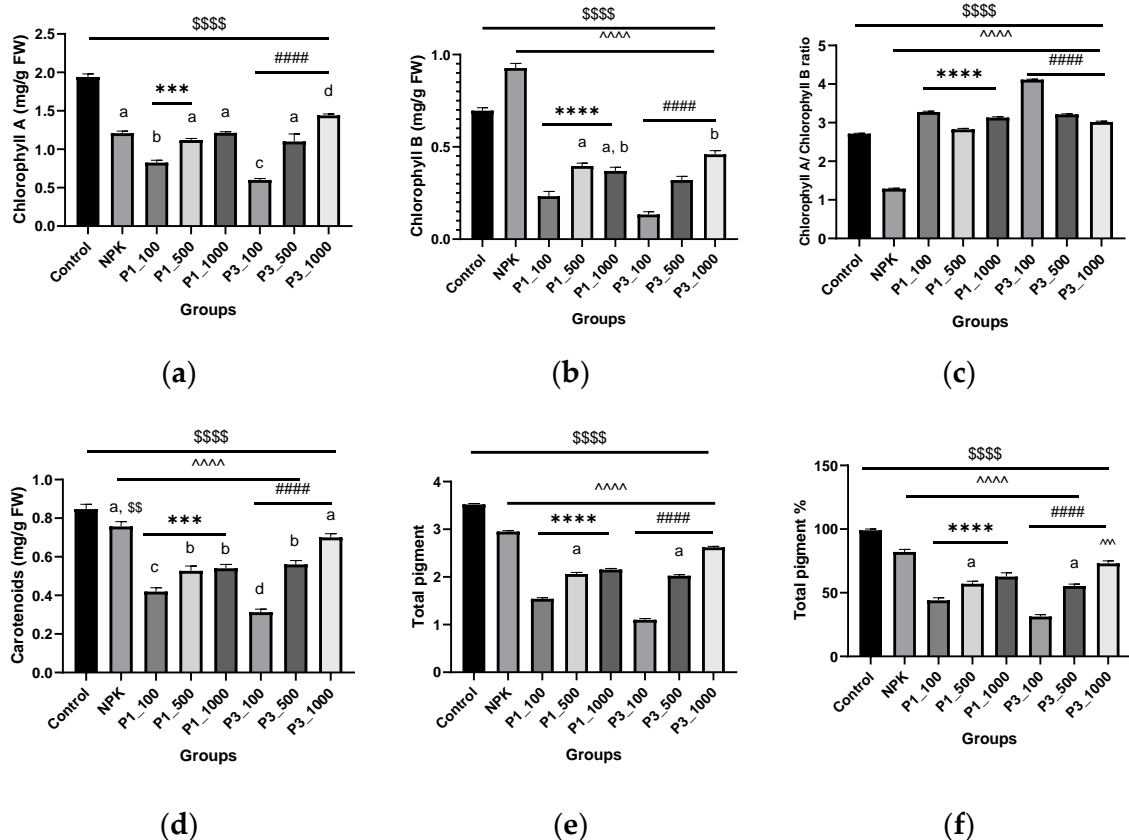 $$$$
####
***
a
b
a
a
c
a
d
Chlorophyll A (mg/g FW)
2.5
2.0
1.5
1.0
0.5
0.0
Control
NPK
P1_100
P1_500
P1_1000
P3_100
P3_500
P3_1000
Groups
(a)
$$$$
^^^^
####
****
a
a, b
b
Chlorophyll B (mg/g FW)
1.0
0.5
0.0
Control
NPK
P1_100
P1_500
P1_1000
P3_100
P3_500
P3_1000
Groups
(b)
$$$$
^^^^
####
****
Chlorophyll A/ Chlorophyll B ratio
5
4
3
2
1
0
Control
NPK
P1_100
P1_500
P1_1000
P3_100
P3_500
P3_1000
Groups
(c)
$$$$
^^^^
####
***
a, $$
c
b
b
d
b
a
Carotenoids (mg/g FW)
1.0
0.8
0.6
0.4
0.2
0.0
Control
NPK
P1_100
P1_500
P1_1000
P3_100
P3_500
P3_1000
Groups
(d)
$$$$
^^^^
####
****
a
a
Total pigment
4
3
2
1
0
Control
NPK
P1_100
P1_500
P1_1000
P3_100
P3_500
P3_1000
Groups
(e)
$$$$
^^^^
####
****
a
a
^^^
Total pigment %
150
100
50
0
Control
NPK
P1_100
P1_500
P1_1000
P3_100
P3_500
P3_1000
Groups
(f)